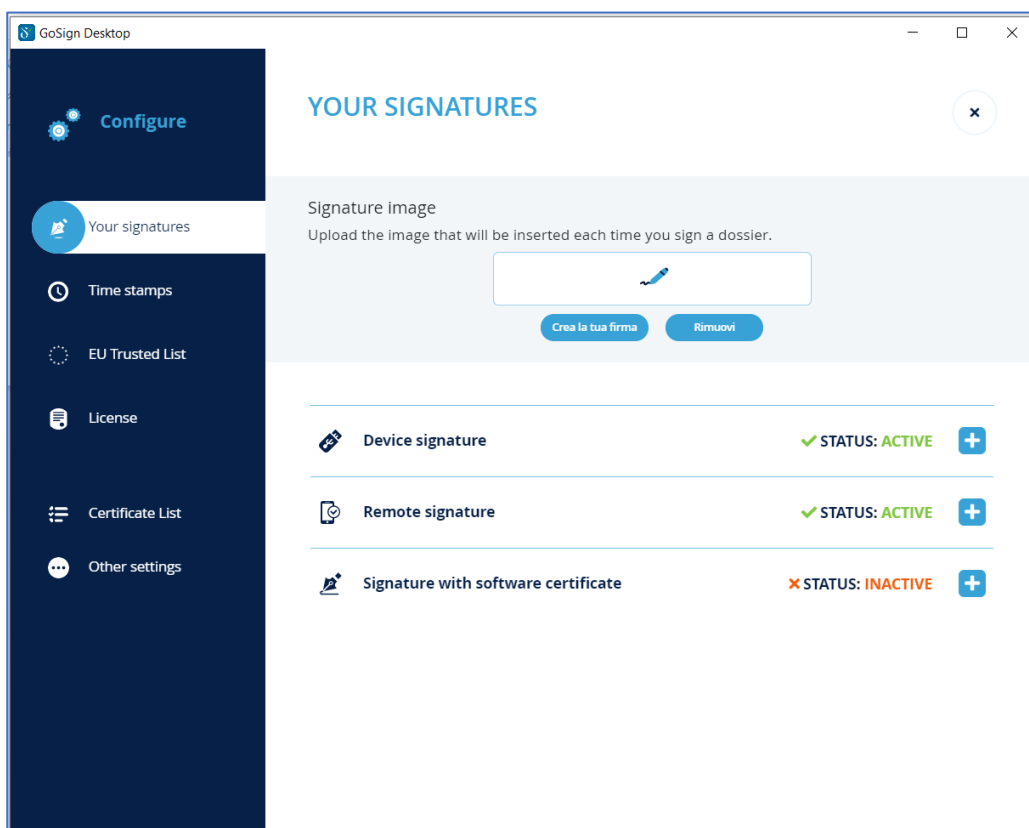 GoSign Desktop
Configure
Your signatures
Time stamps
EU Trusted List
License
Certificate List
Other settings
YOUR SIGNATURES
Signature image
Upload the image that will be inserted each time you sign a dossier.
Crea la tua firma Rimuovi
Device signature STATUS: ACTIVE
Remote signature STATUS: ACTIVE
Signature with software certificate STATUS: INACTIVE